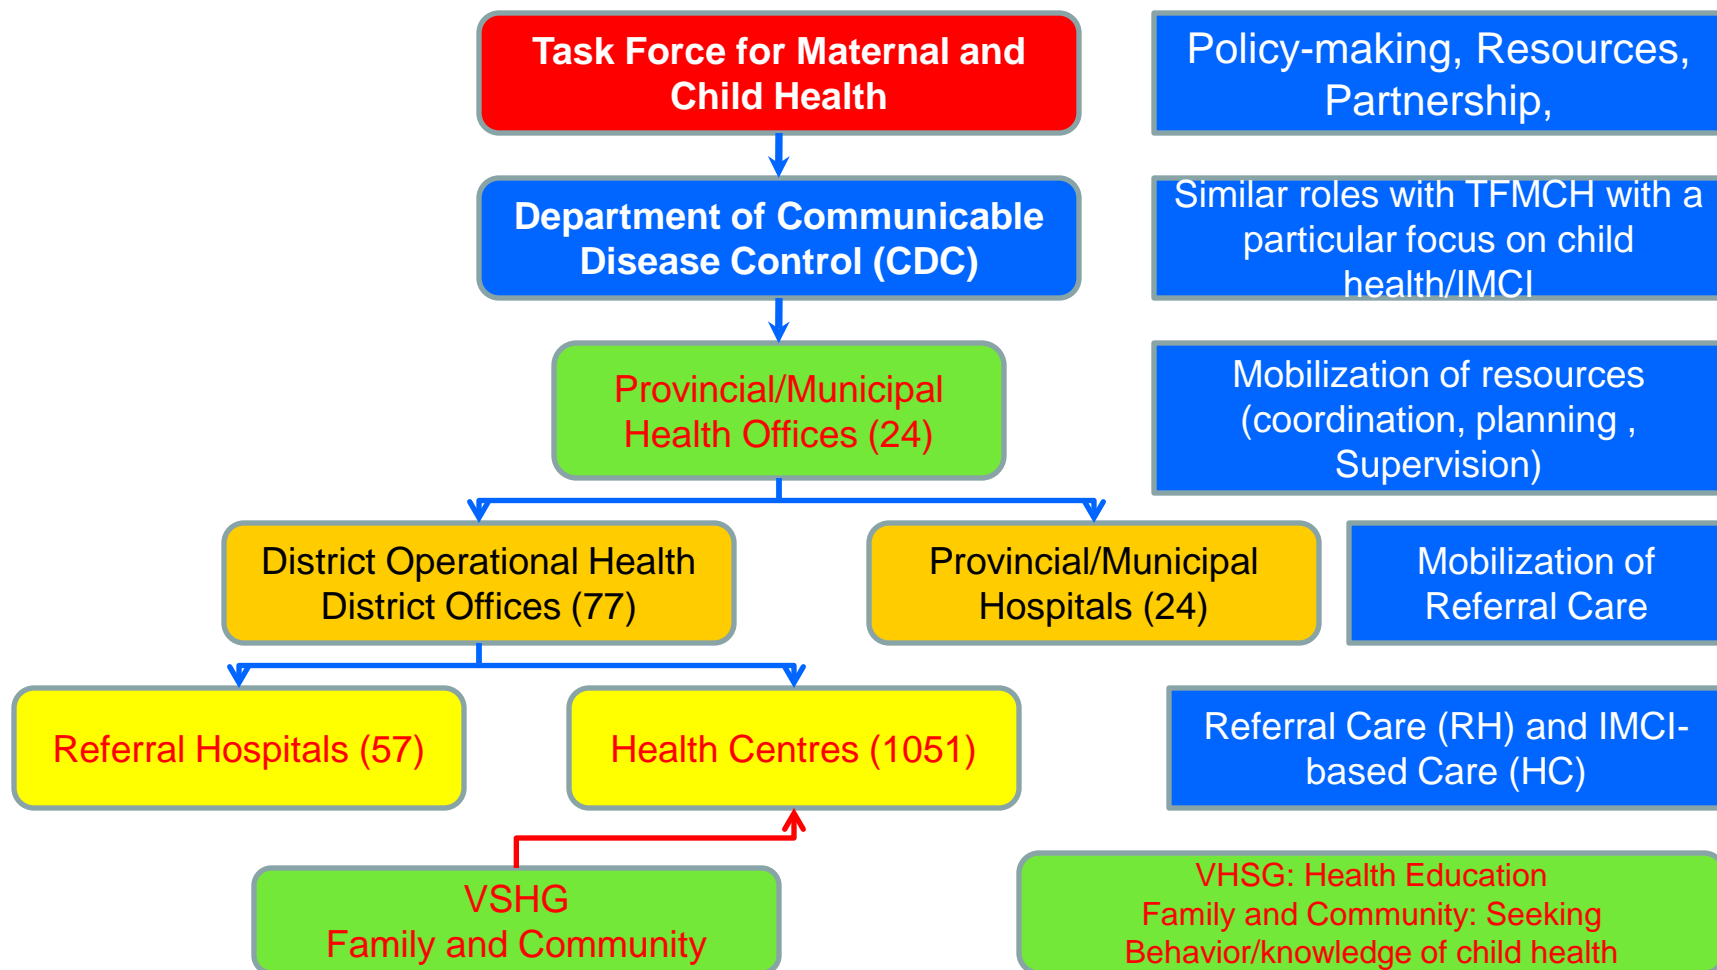 Task Force for Maternal and
Child Health
Policy-making, Resources,
Partnership,
Department of Communicable
Disease Control (CDC)
Similar roles with TFMCH with a
particular focus on child
health/IMCI
Provincial/Municipal
Health Offices (24)
Mobilization of resources
(coordination, planning ,
Supervision)
District Operational Health
District Offices (77)
Provincial/Municipal
Hospitals (24)
Mobilization of
Referral Care
Referral Hospitals (57)
Health Centres (1051)
Referral Care (RH) and IMCI-
based Care (HC)
VSHG
Family and Community
VHSG: Health Education
Family and Community: Seeking
Behavior/knowledge of child health